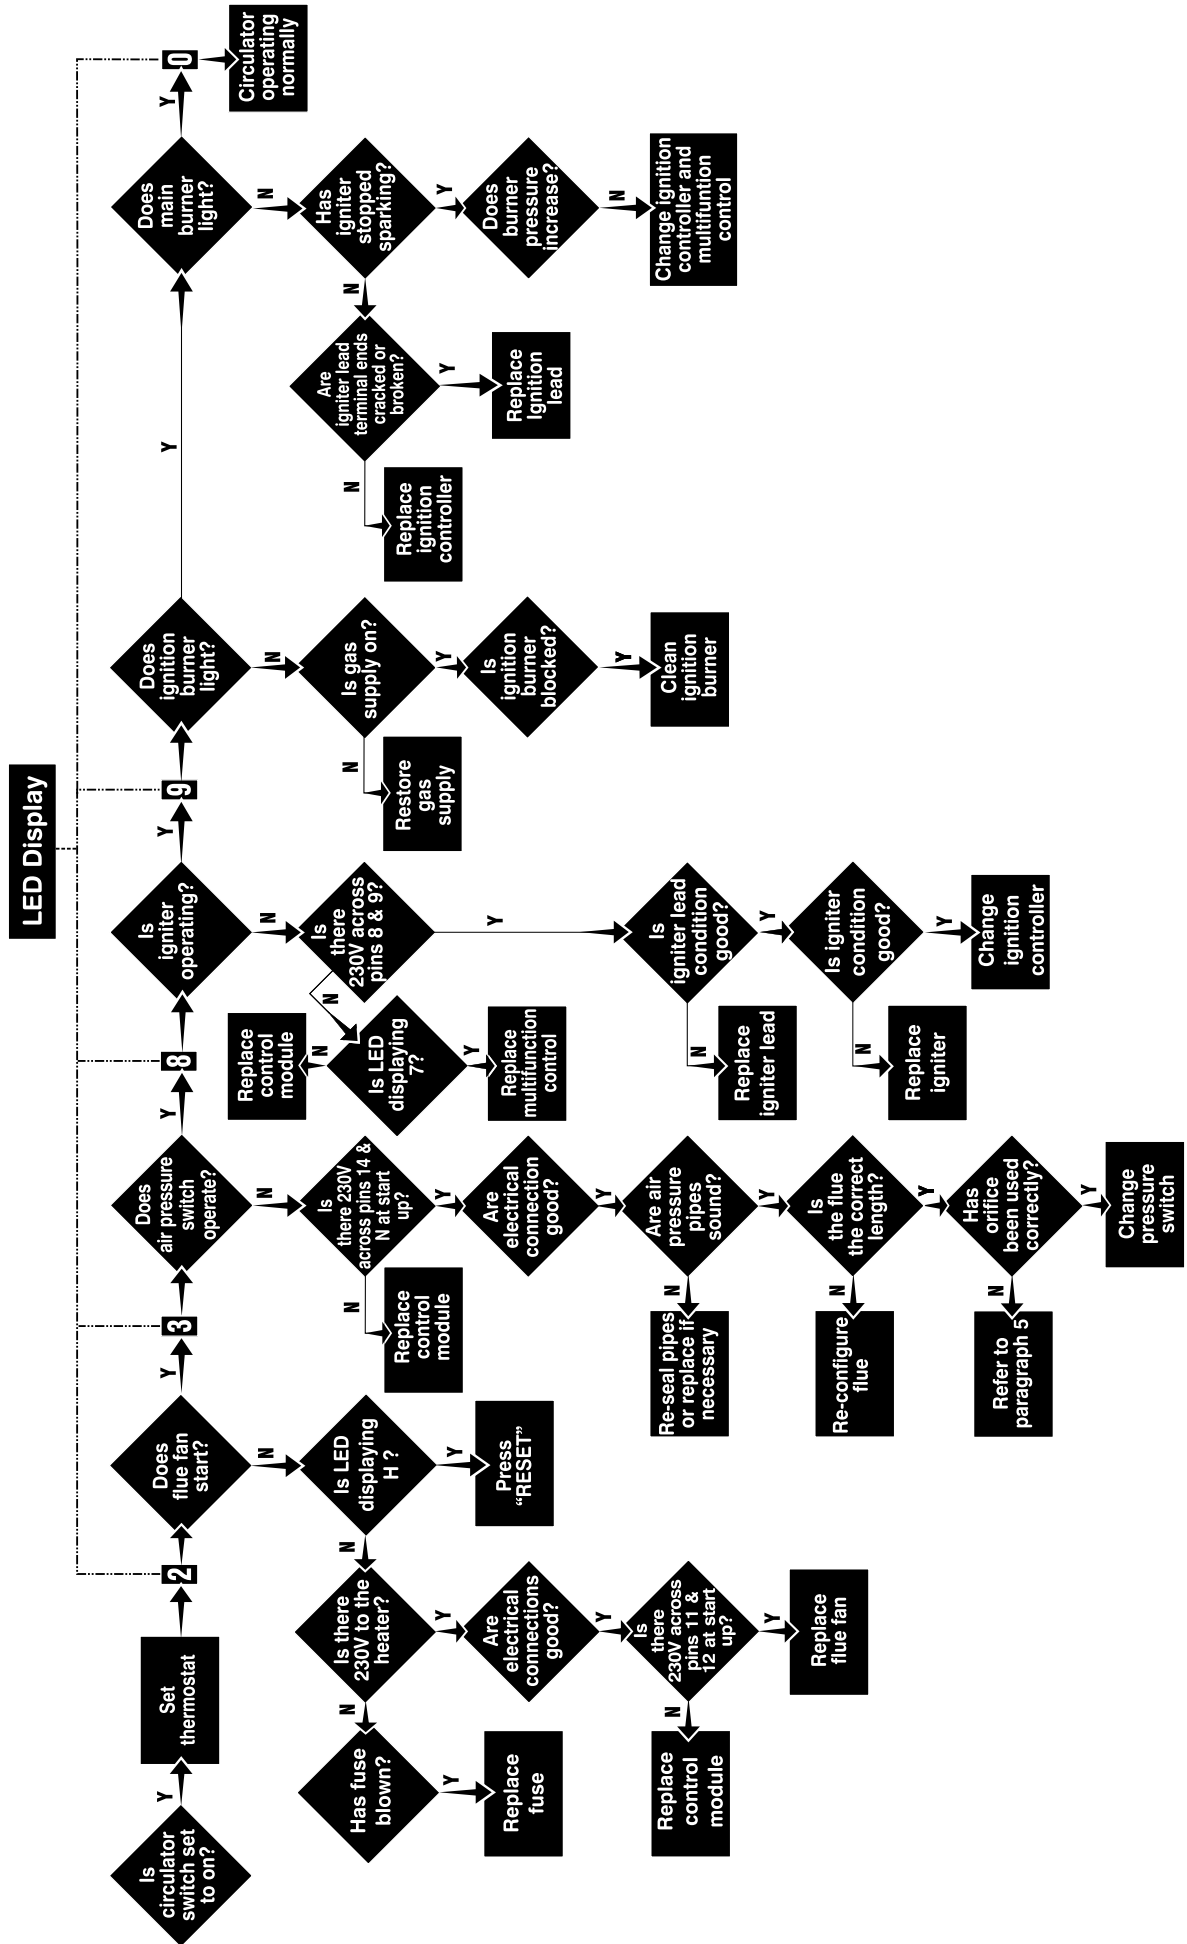 LED Display
Is
circulator
switch set
to on?
Y
Set
thermostat
2
Does
flue fan
start?
Y
3
Does
air pressure
switch
operate?
Y
8
Is
igniter
operating?
Y
9
Does
ignition
burner
light?
Y
Does
main
burner
light?
Y
0
Circulator
operating
normally
N
Is LED
displaying
H ?
Y
Press
“RESET”
N
Is there
230V to the
heater?
N
Has fuse
blown?
Y
Replace
fuse
Y
Are
electrical
connections
good?
Y
Is
there
230V across
pins 11 &
12 at start
up?
N
Replace
control
module
Y
Replace
flue fan
N
Is
there 230V
across pins 14 &
N at start
up?
N
Replace
control
module
Y
Are
electrical
connection
good?
Y
Are air
pressure
pipes
sound?
N
Re-seal pipes
or replace if
necessary
Y
Is
the flue
the correct
length?
N
Re-configure
flue
Y
Has
orifice
been used
correctly?
N
Refer to
paragraph 5
Y
Change
pressure
switch
N
Is
there
230V across
pins 8 & 9?
N
Is LED
displaying
7?
N
Replace
control
module
Y
Replace
multifunction
control
Y
Is
igniter lead
condition
good?
N
Replace
igniter lead
Y
Is igniter
condition
good?
N
Replace
igniter
Y
Change
ignition
controller
N
Is gas
supply on?
N
Restore
gas
supply
Y
Is
ignition
burner
blocked?
Y
Clean
ignition
burner
N
Has
igniter
stopped
sparking?
N
Are
igniter lead
terminal ends
cracked or
broken?
N
Replace
ignition
controller
Y
Replace
Ignition
lead
Y
Does
burner
pressure
increase?
N
Change ignition
controller and
multifuntion
control